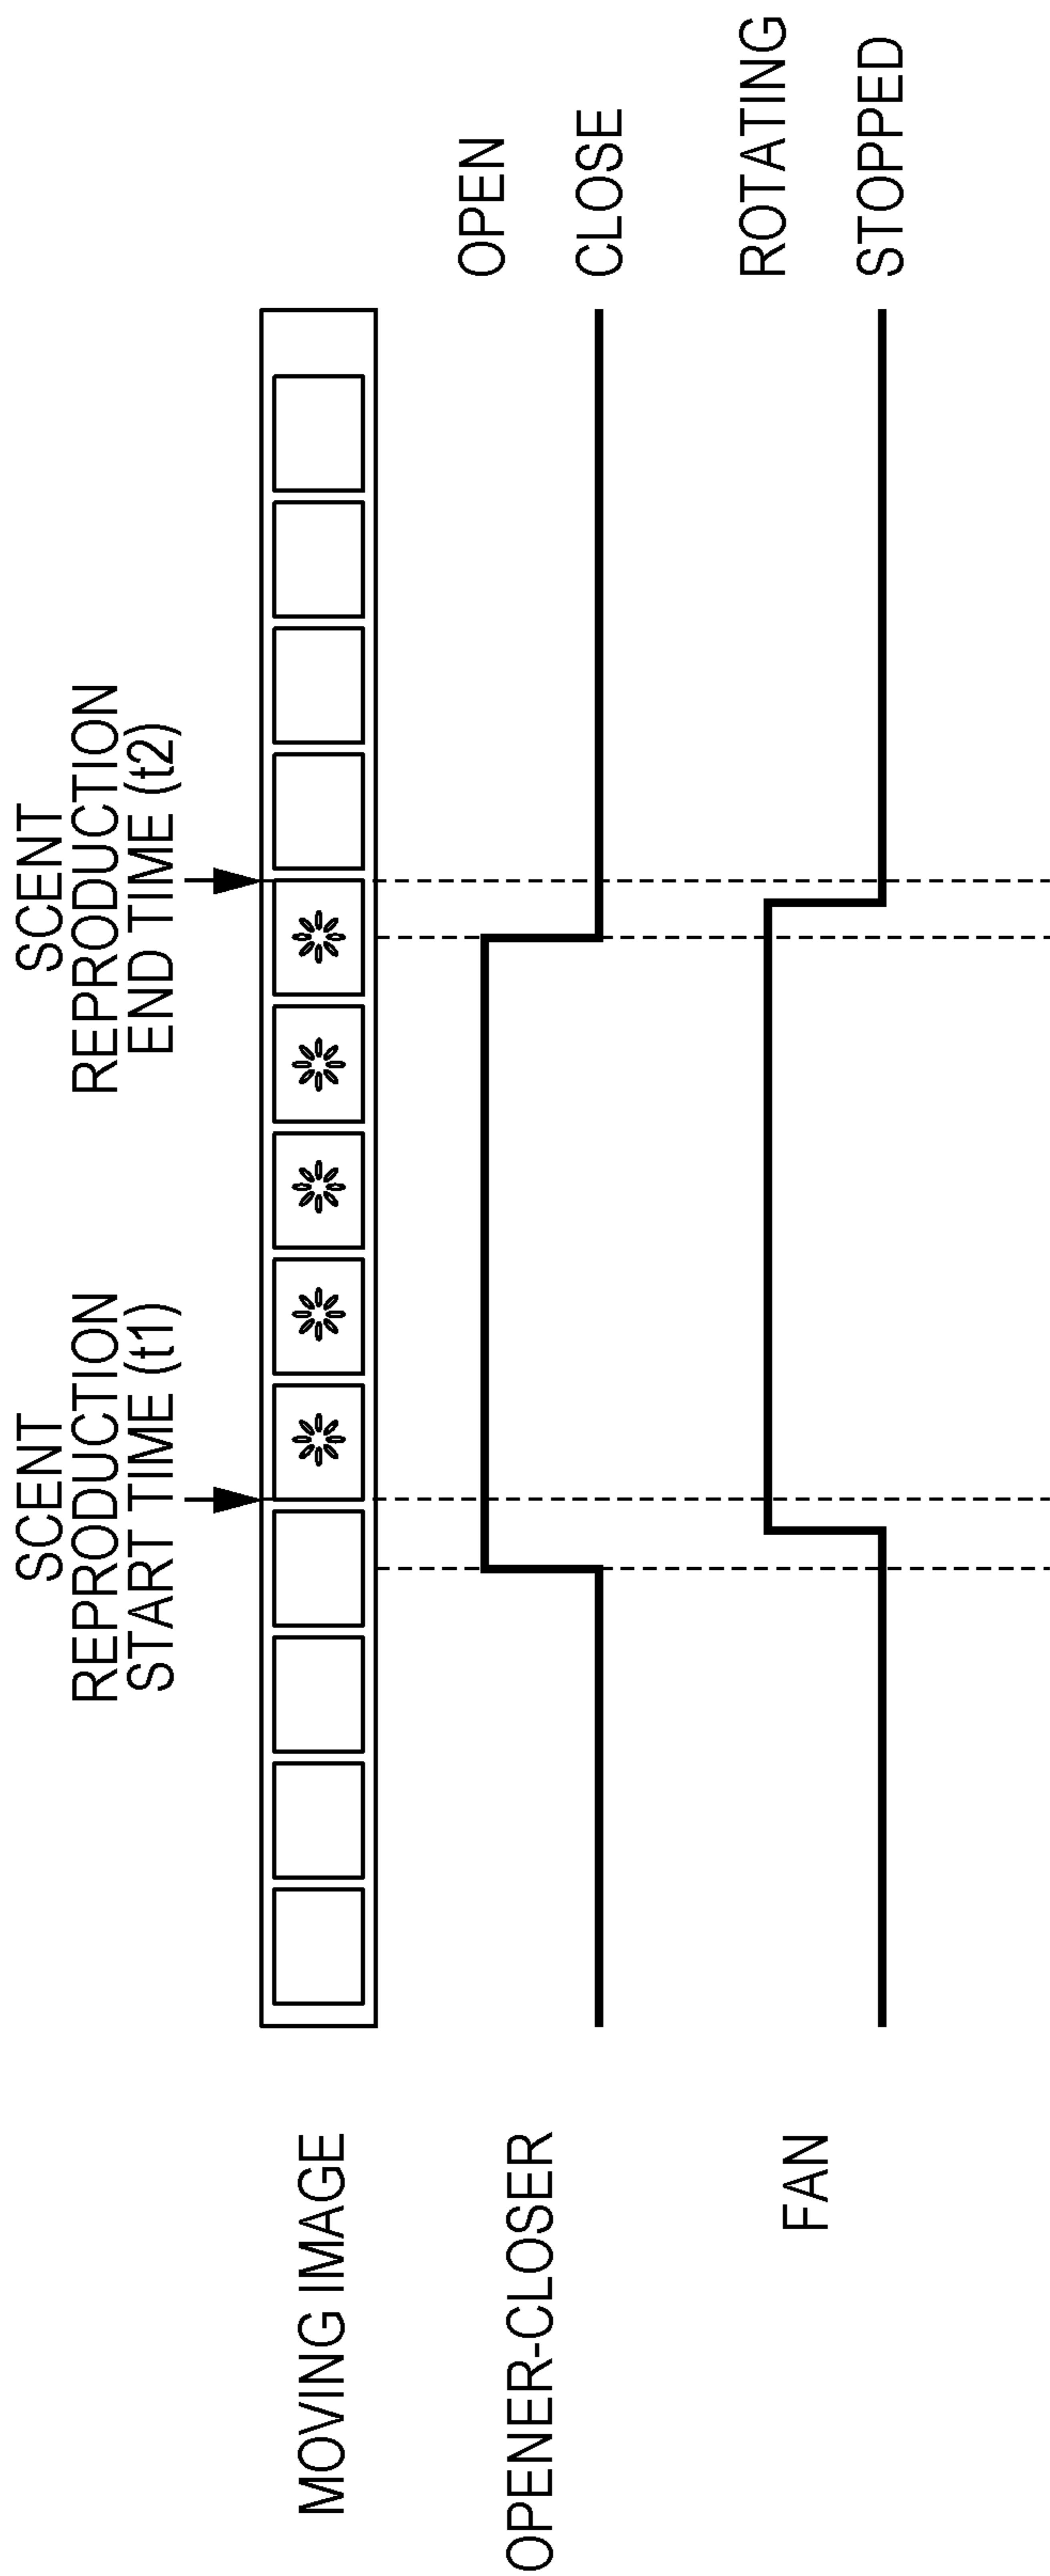 SCENT
REPRODUCTION
START TIME (t1)
SCENT
REPRODUCTION
END TIME (t2)
MOVING IMAGE
OPENER-CLOSER
OPEN
CLOSE
FAN
ROTATING
STOPPED